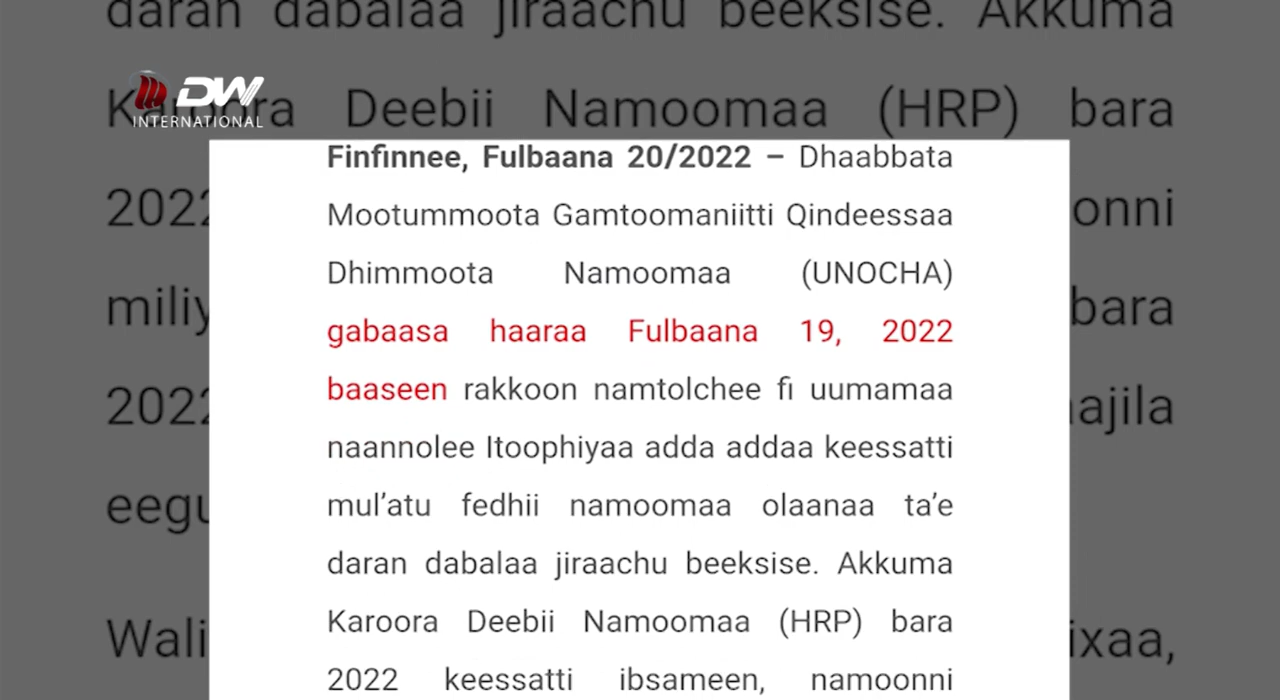 daran dabalaa jiraachu beeksise. Akkuma
DW
INTERNATIONAL
Karoora Deebii Namoomaa (HRP) bara
Finfinnee, Fulbaana 20/2022 – Dhaabbata
Mootummoota Gamtoomaniitti Qindeessaa
Dhimmoota Namoomaa (UNOCHA)
gabaasa haaraa Fulbaana 19, 2022
baaseen rakkoon namtolchee fi uumamaa
naannolee Itoophiyaa adda addaa keessatti
mul’atu fedhii namoomaa olaanaa ta’e
daran dabalaa jiraachu beeksise. Akkuma
Karoora Deebii Namoomaa (HRP) bara
2022 keessatti ibsameen, namoonni